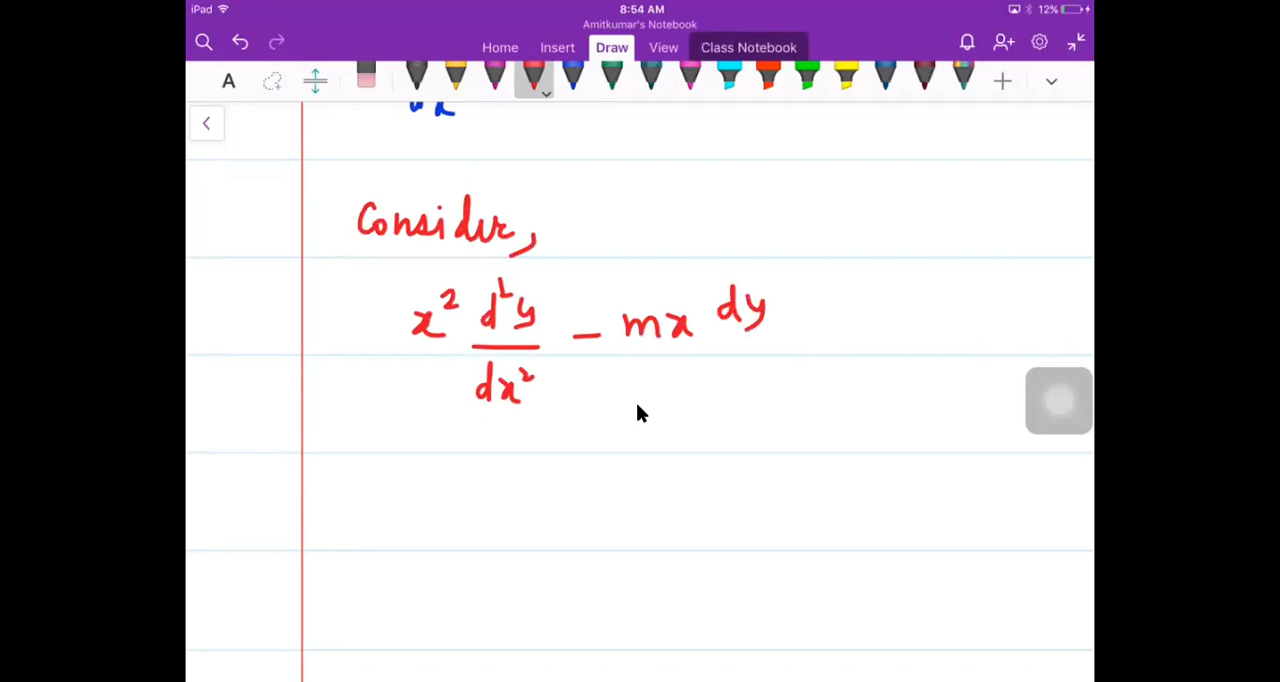 iPad 8:54 AM 12%
Amitkumar's Notebook
Home Insert Draw View Class Notebook
A
Consider,
x² d²y − mx dy
dx²